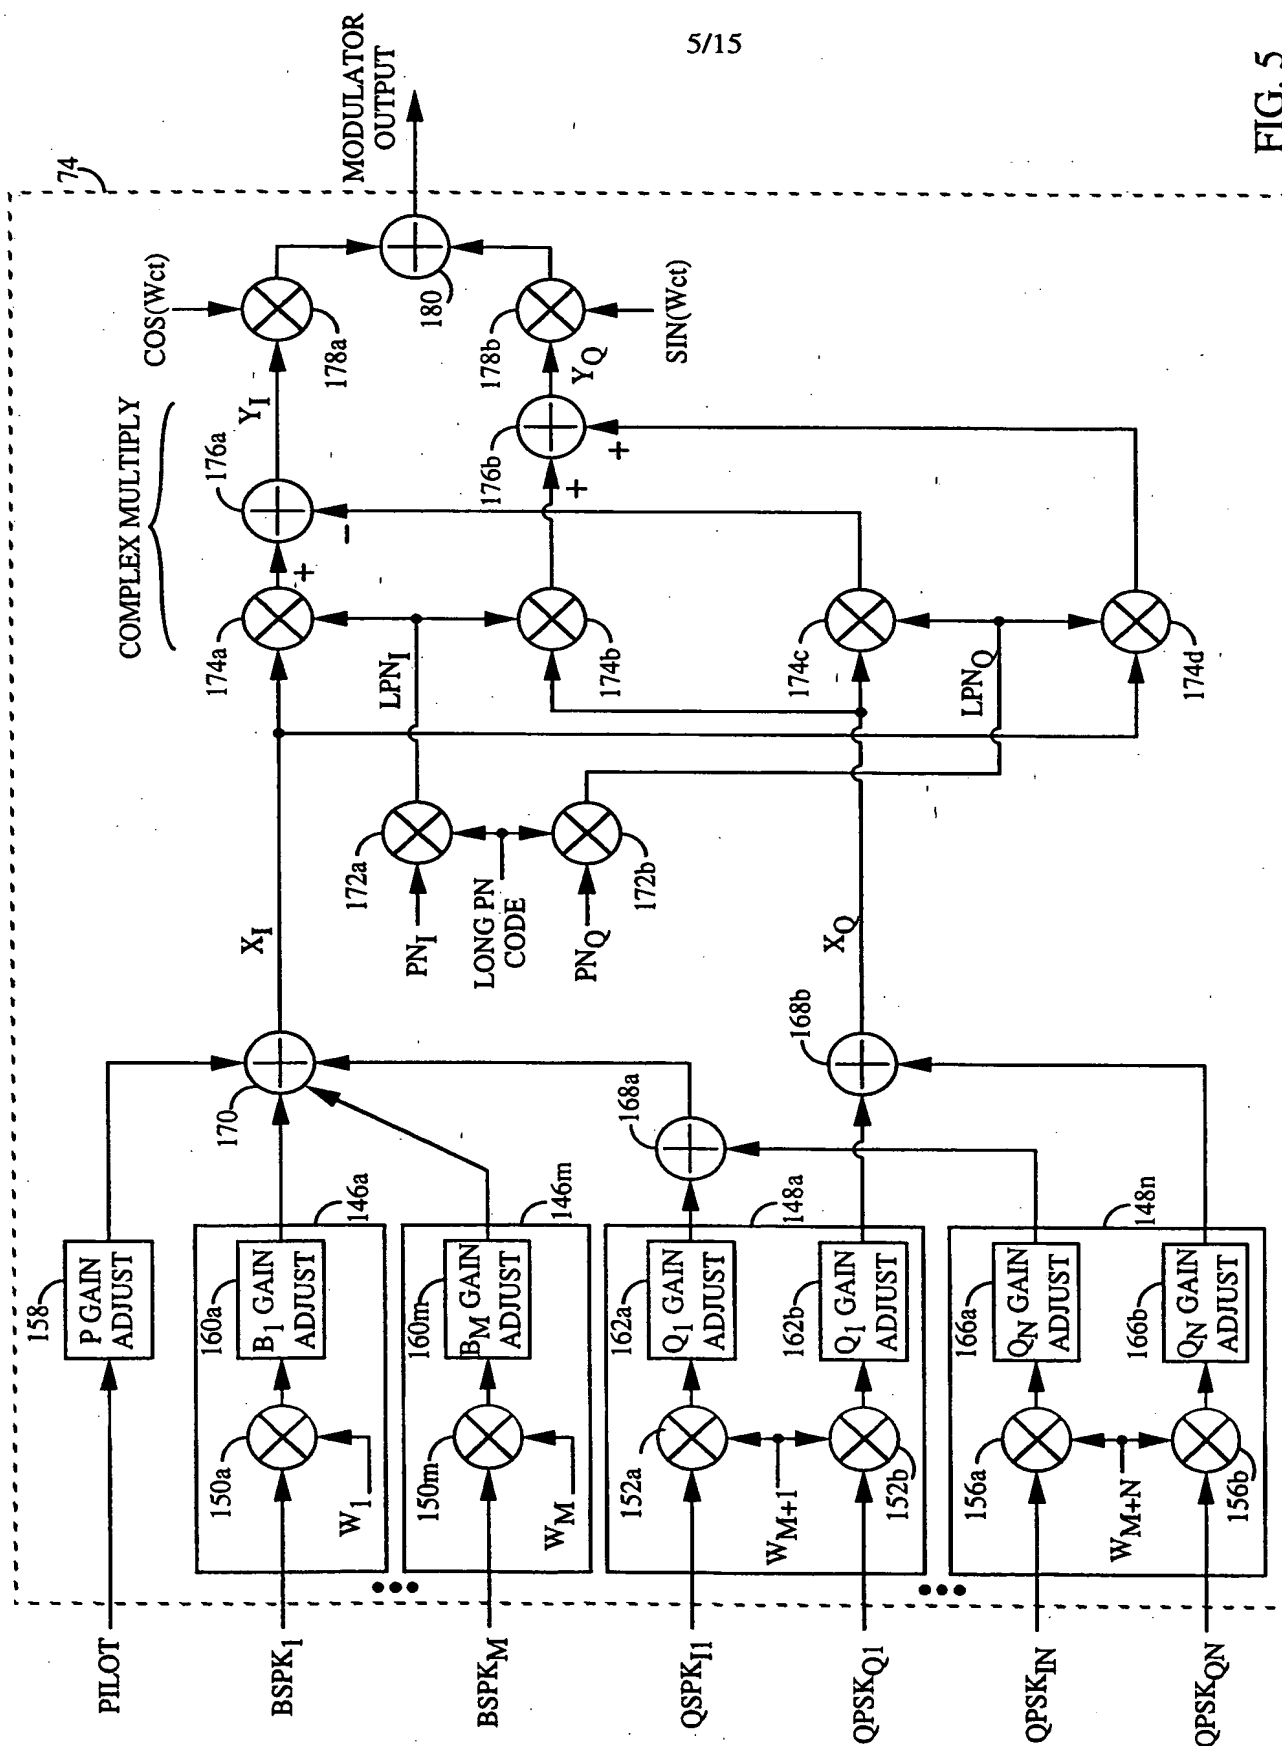 5/15
FIG. 5
74
PILOT
158
P GAIN
ADJUST
BSPK1
150a
W1
160a
B1 GAIN
ADJUST
146a
BSPKM
150m
WM
160m
BM GAIN
ADJUST
146m
QSPKI1
152a
162a
Q1 GAIN
ADJUST
148a
WM+1
QPSKQ1
152b
162b
Q1 GAIN
ADJUST
QPSKIN
156a
166a
QN GAIN
ADJUST
148n
WM+N
QPSKQN
156b
166b
QN GAIN
ADJUST
170
168a
168b
XI
XQ
PNI
172a
LONG PN
CODE
PNQ
172b
LPNI
LPNQ
COMPLEX MULTIPLY
174a
+
176a
-
YI
174b
+
176b
+
YQ
174c
174d
COS(Wct)
178a
178b
SIN(Wct)
180
MODULATOR
OUTPUT